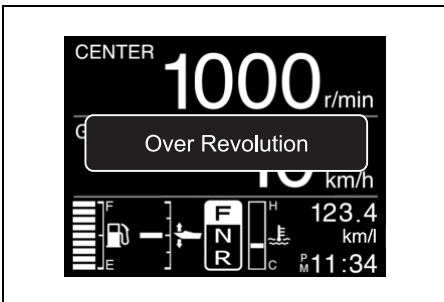 CENTER
1000 r/min
G
Over Revolution
km/h
F
E
F
N
R
H
C
123.4
km/l
PM 11:34